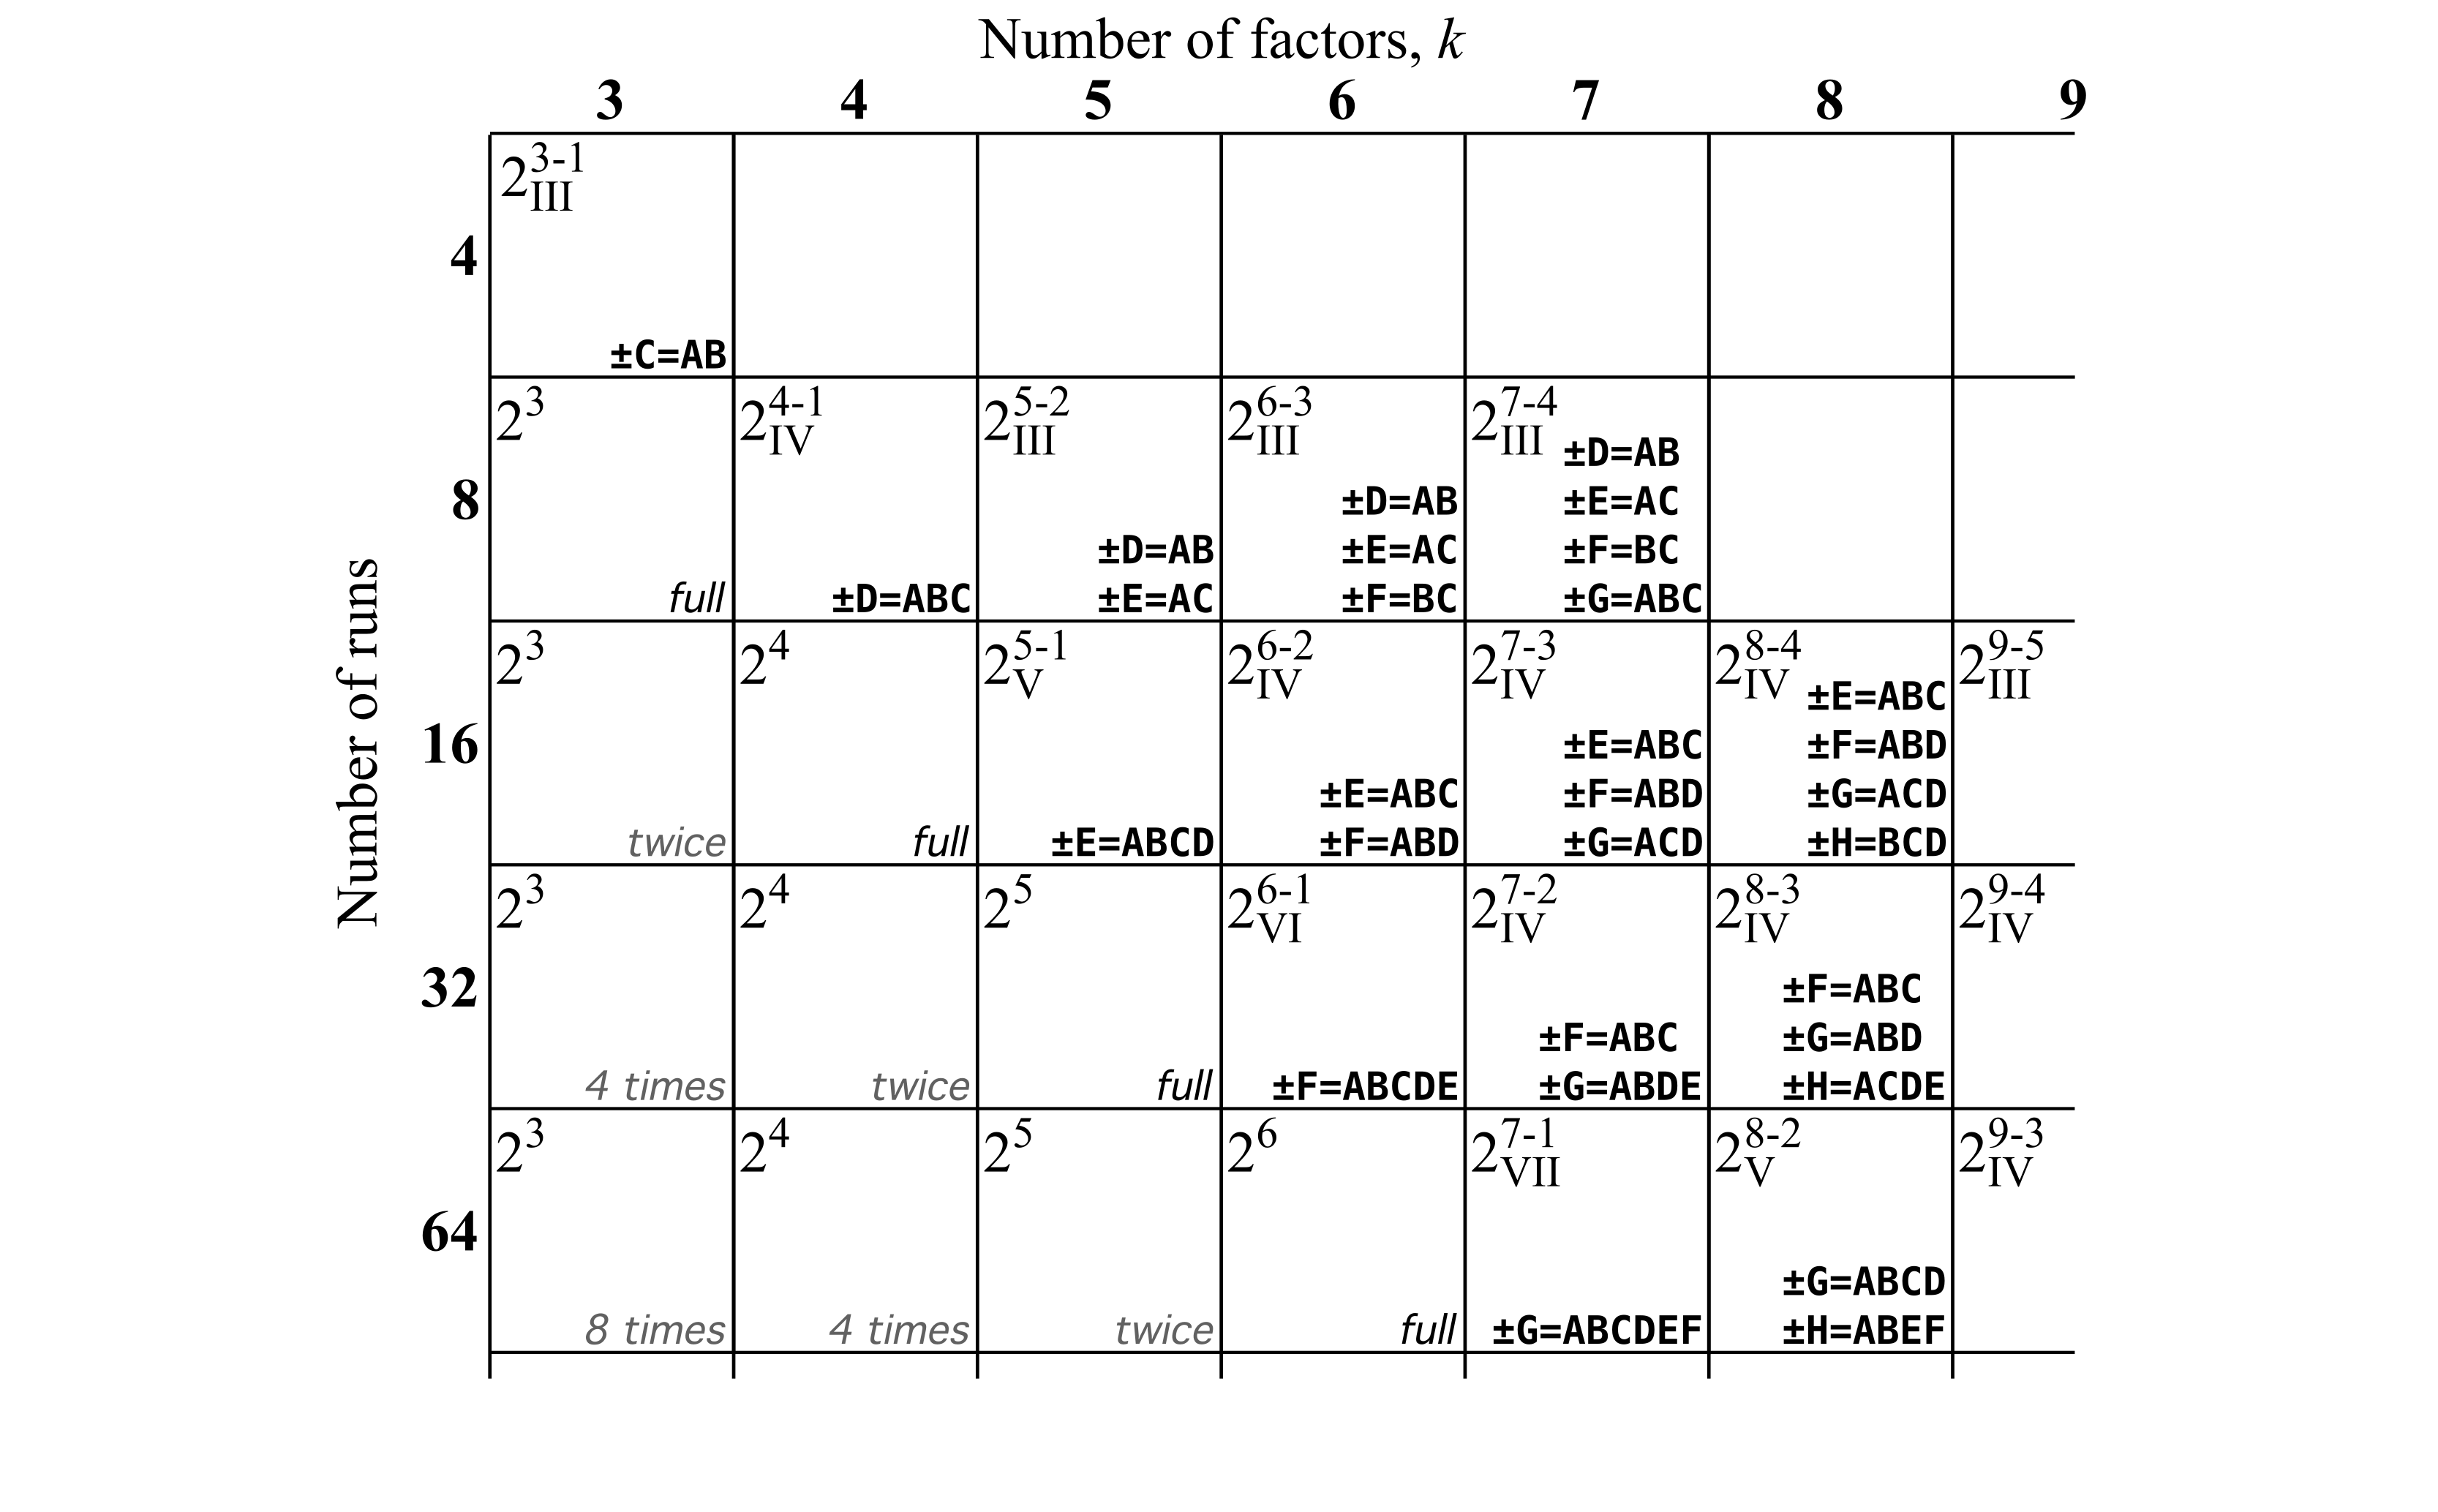 Number of factors, k
3 4 5 6 7 8 9
Number of runs
4
2^{3-1}_{III}
±C=AB
8
2^{3}
full
2^{4-1}_{IV}
±D=ABC
2^{5-2}_{III}
±D=AB
±E=AC
2^{6-3}_{III}
±D=AB
±E=AC
±F=BC
2^{7-4}_{III}
±D=AB
±E=AC
±F=BC
±G=ABC
16
2^{3}
twice
2^{4}
full
2^{5-1}_{V}
±E=ABCD
2^{6-2}_{IV}
±E=ABC
±F=ABD
2^{7-3}_{IV}
±E=ABC
±F=ABD
±G=ACD
2^{8-4}_{IV}
±E=ABC
±F=ABD
±G=ACD
±H=BCD
2^{9-5}_{III}
32
2^{3}
4 times
2^{4}
twice
2^{5}
full
2^{6-1}_{VI}
±F=ABCDE
2^{7-2}_{IV}
±F=ABC
±G=ABDE
2^{8-3}_{IV}
±F=ABC
±G=ABD
±H=ACDE
2^{9-4}_{IV}
64
2^{3}
8 times
2^{4}
4 times
2^{5}
twice
2^{6}
full
2^{7-1}_{VII}
±G=ABCDEF
2^{8-2}_{V}
±G=ABCD
±H=ABEF
2^{9-3}_{IV}